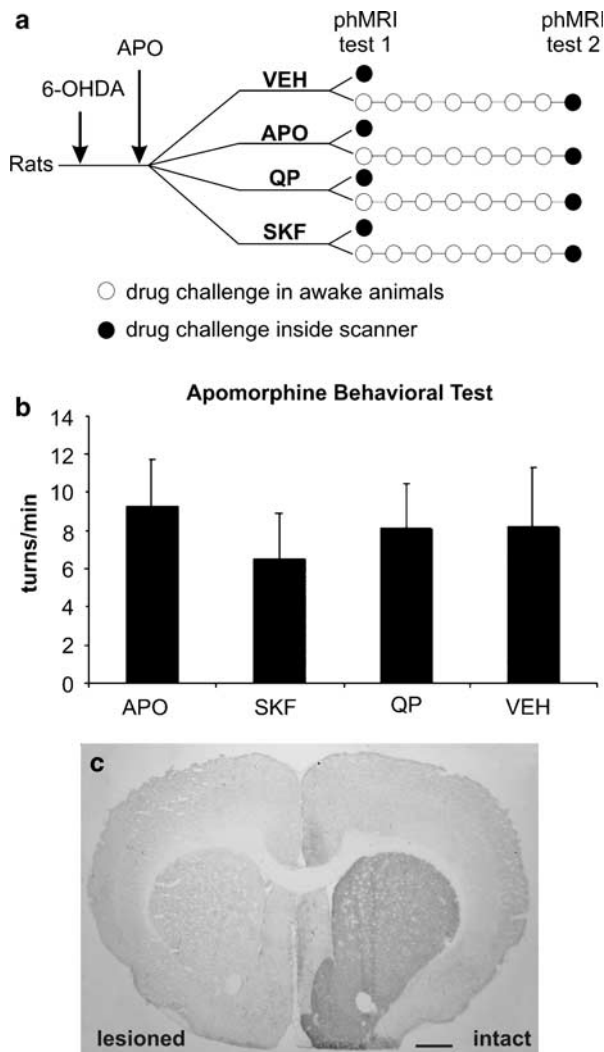 a
phMRI phMRI
test 1 test 2
APO
6-OHDA
VEH
APO
Rats
QP
SKF
drug challenge in awake animals
drug challenge inside scanner
b
Apomorphine Behavioral Test
14
12
10
8
6
4
2
0
turns/min
APO SKF QP VEH
c
lesioned intact